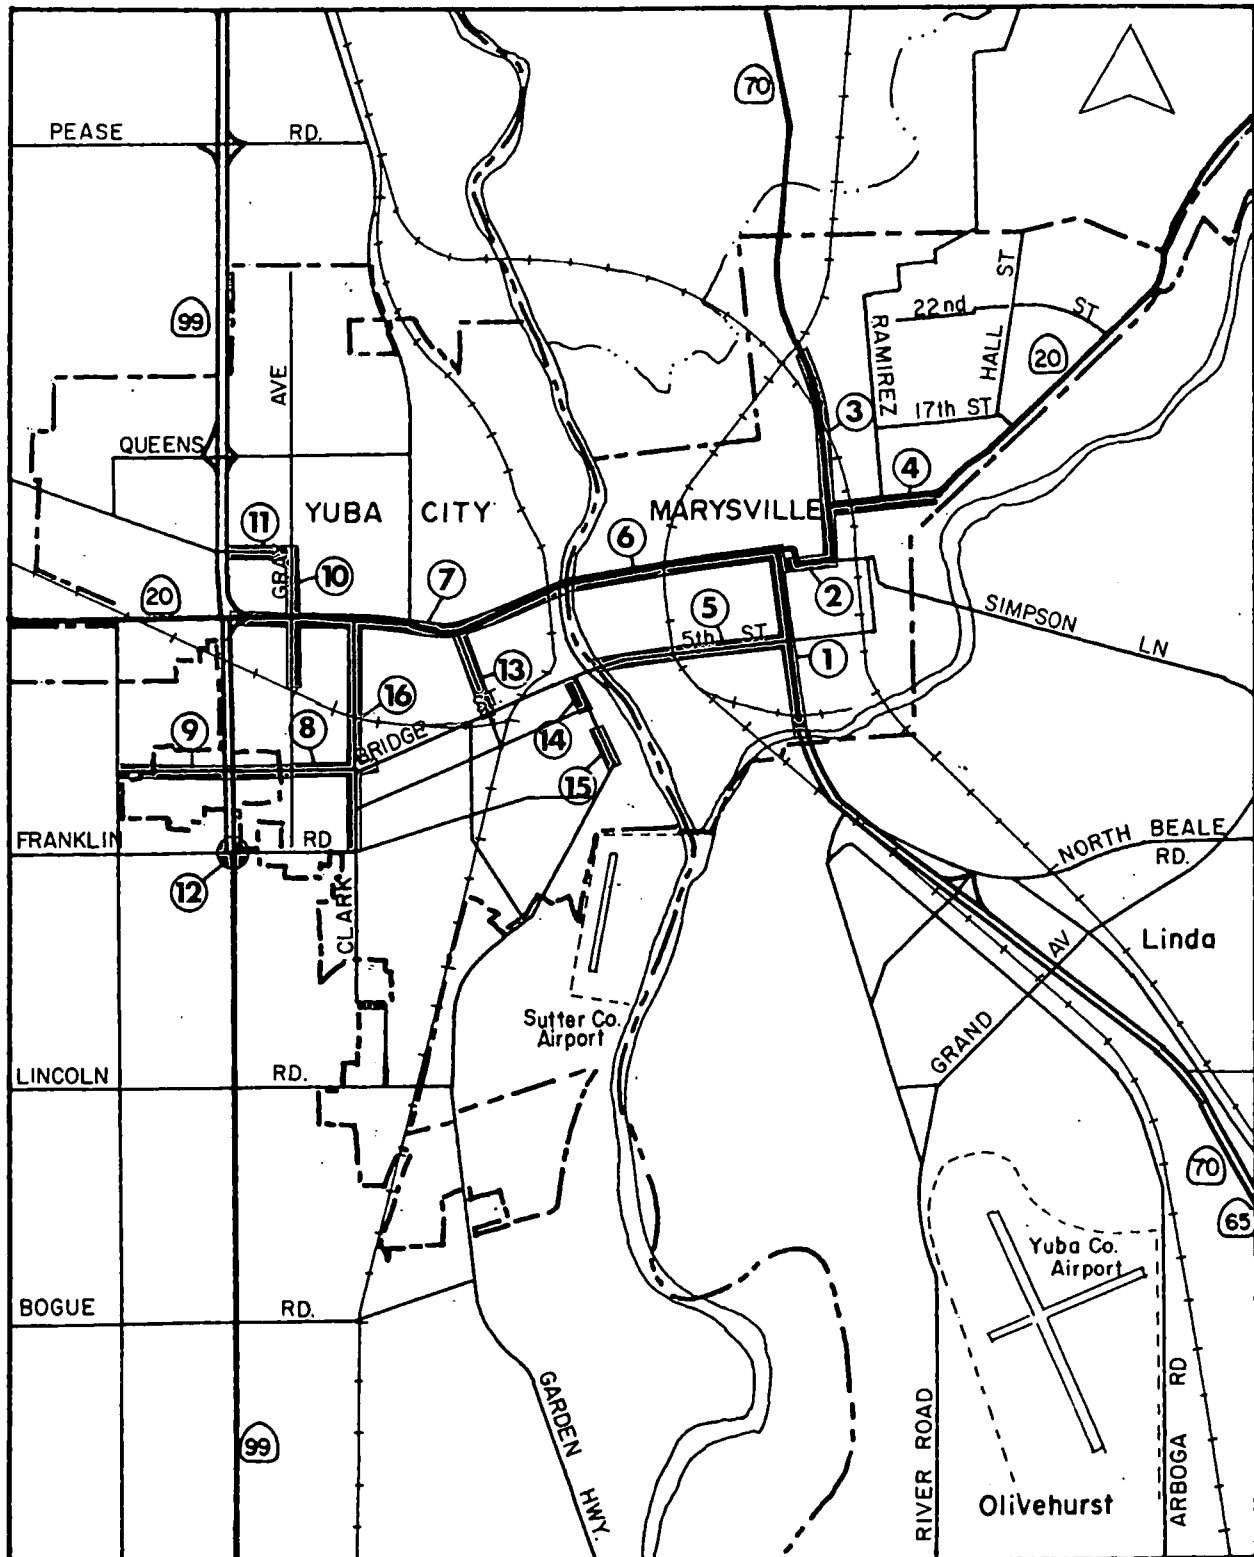 70
PEASE RD.
99
22nd ST
HALL ST
RAMIREZ
20
AVE
3
17th ST
QUEENS
4
YUBA CITY
MARYSVILLE
11
6
10
GRAY
7
20
2
5
5th ST
SIMPSON LN
1
13
ST
16
8
9
BRIDGE
14
15
FRANKLIN RD
NORTH BEALE RD.
12
CLARK
AV
Linda
Sutter Co.
Airport
GRAND
LINCOLN RD.
70
65
Yuba Co.
Airport
BOGUE RD.
GARDEN HWY.
RIVER ROAD
ARBOGA RD
99
Olivehurst